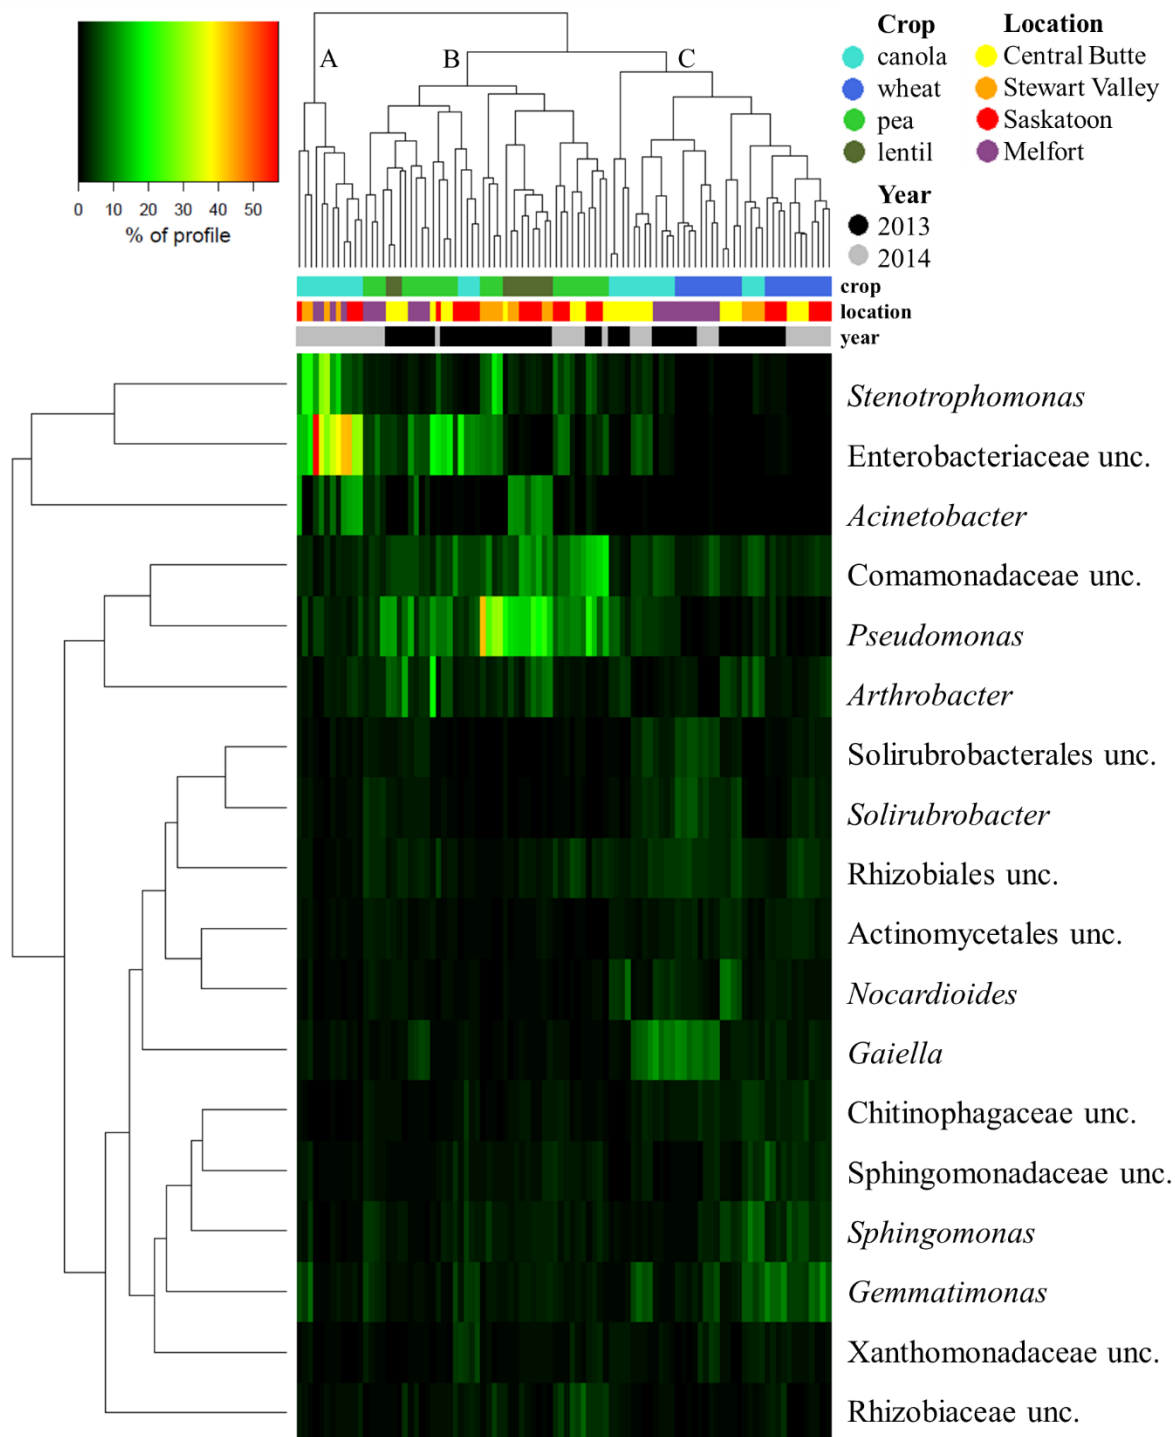 0 10 20 30 40 50
% of profile
A B C
Crop
canola
wheat
pea
lentil
Location
Central Butte
Stewart Valley
Saskatoon
Melfort
Year
2013
2014
crop
location
year
Stenotrophomonas
Enterobacteriaceae unc.
Acinetobacter
Comamonadaceae unc.
Pseudomonas
Arthrobacter
Solirubrobacterales unc.
Solirubrobacter
Rhizobiales unc.
Actinomycetales unc.
Nocardioides
Gaiella
Chitinophagaceae unc.
Sphingomonadaceae unc.
Sphingomonas
Gemmatimonas
Xanthomonadaceae unc.
Rhizobiaceae unc.